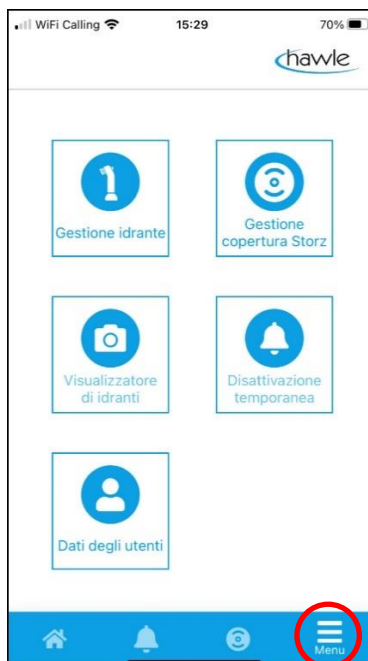 WiFi Calling 15:29 70%
hawle
Gestione idrante
Gestione
copertura Storz
Visualizzatore
di idranti
Disattivazione
temporanea
Dati degli utenti
Menu